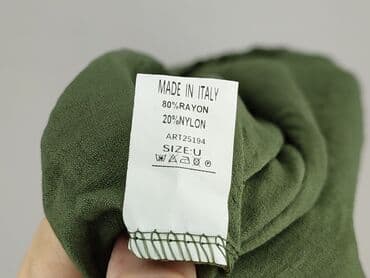 MADE IN ITALY
80%RAYON
20%NYLON
ART25194
SIZE:U